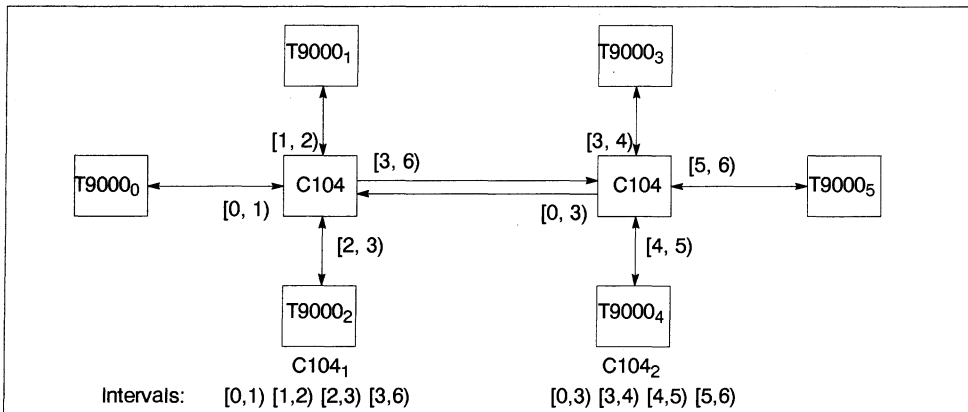 T9000₁ T9000₃
[1, 2) [3, 6) [3, 4) [5, 6)
T9000₀ C104 C104 T9000₅
[0, 1) [0, 3)
[2, 3) [4, 5)
T9000₂ T9000₄
C104₁ C104₂
Intervals: [0,1) [1,2) [2,3) [3,6) [0,3) [3,4) [4,5) [5,6)